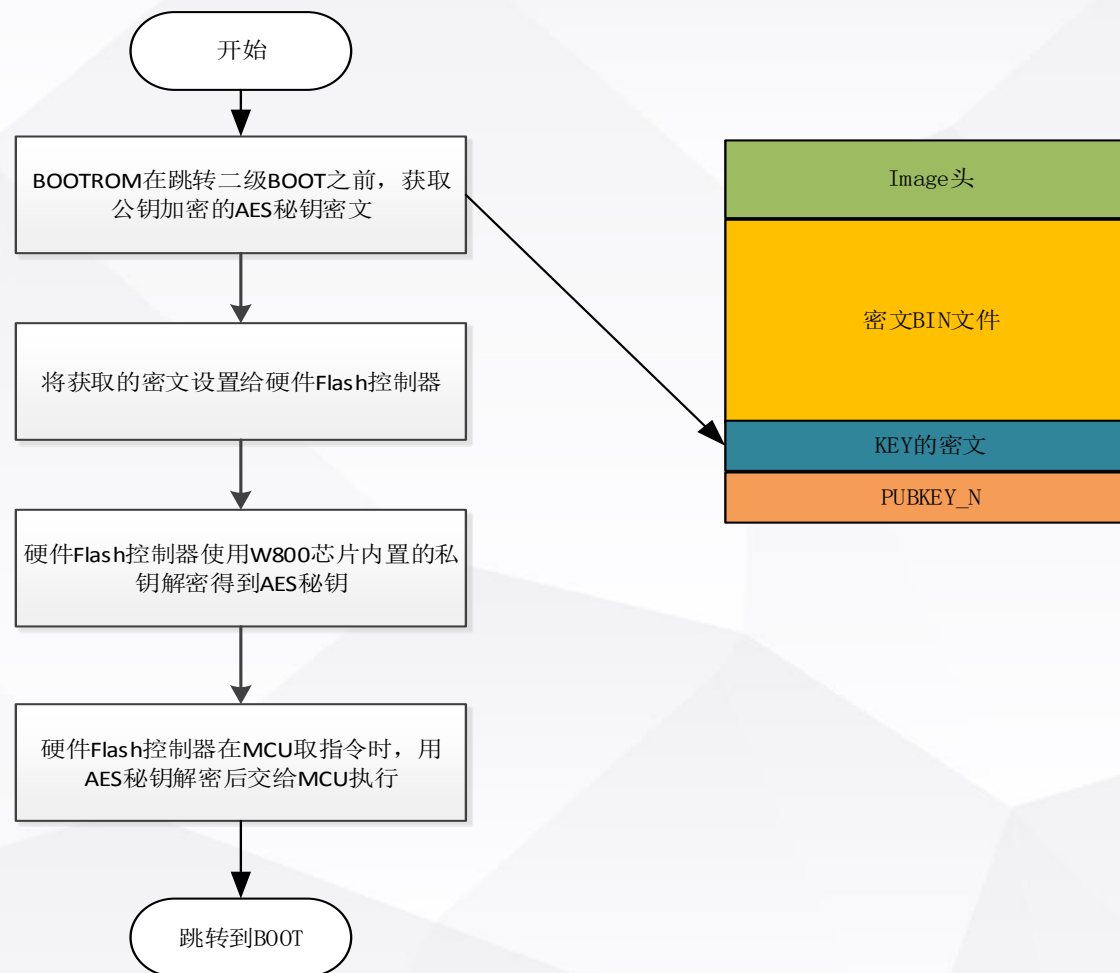 开始
BOOTROM在跳转二级BOOT之前，获取
公钥加密的AES秘钥密文
将获取的密文设置给硬件Flash控制器
硬件Flash控制器使用W800芯片内置的私
钥解密得到AES秘钥
硬件Flash控制器在MCU取指令时，用
AES秘钥解密后交给MCU执行
跳转到BOOT
Image头
密文BIN文件
KEY的密文
PUBKEY_N